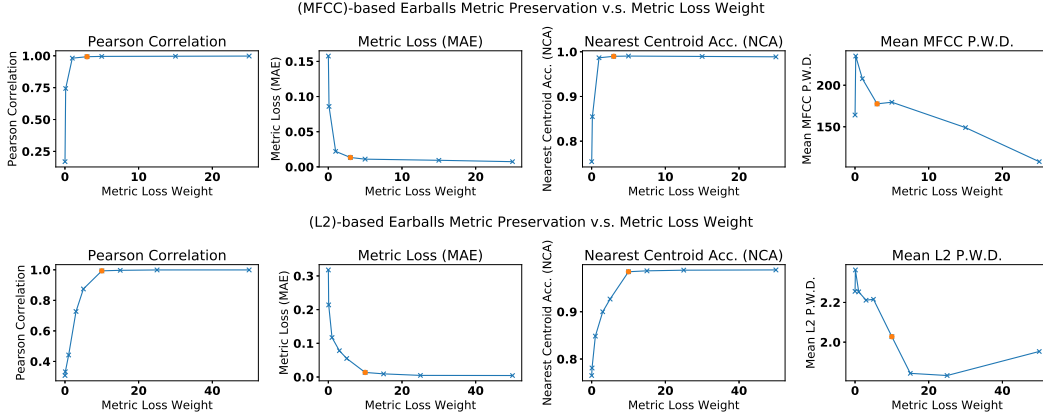 (MFCC)-based Earballs Metric Preservation v.s. Metric Loss Weight
Pearson Correlation
Pearson Correlation
1.00
0.75
0.50
0.25
0
20
Metric Loss Weight
Metric Loss (MAE)
Metric Loss (MAE)
0.15
0.10
0.05
0.00
0
20
Metric Loss Weight
Nearest Centroid Acc. (NCA)
Nearest Centroid Acc. (NCA)
1.0
0.9
0.8
0
20
Metric Loss Weight
Mean MFCC P.W.D.
Mean MFCC P.W.D.
200
150
0
20
Metric Loss Weight
(L2)-based Earballs Metric Preservation v.s. Metric Loss Weight
Pearson Correlation
Pearson Correlation
1.0
0.8
0.6
0.4
0
20
40
Metric Loss Weight
Metric Loss (MAE)
Metric Loss (MAE)
0.3
0.2
0.1
0.0
0
20
40
Metric Loss Weight
Nearest Centroid Acc. (NCA)
Nearest Centroid Acc. (NCA)
0.9
0.8
0
20
40
Metric Loss Weight
Mean L2 P.W.D.
Mean L2 P.W.D.
2.2
2.0
0
20
40
Metric Loss Weight